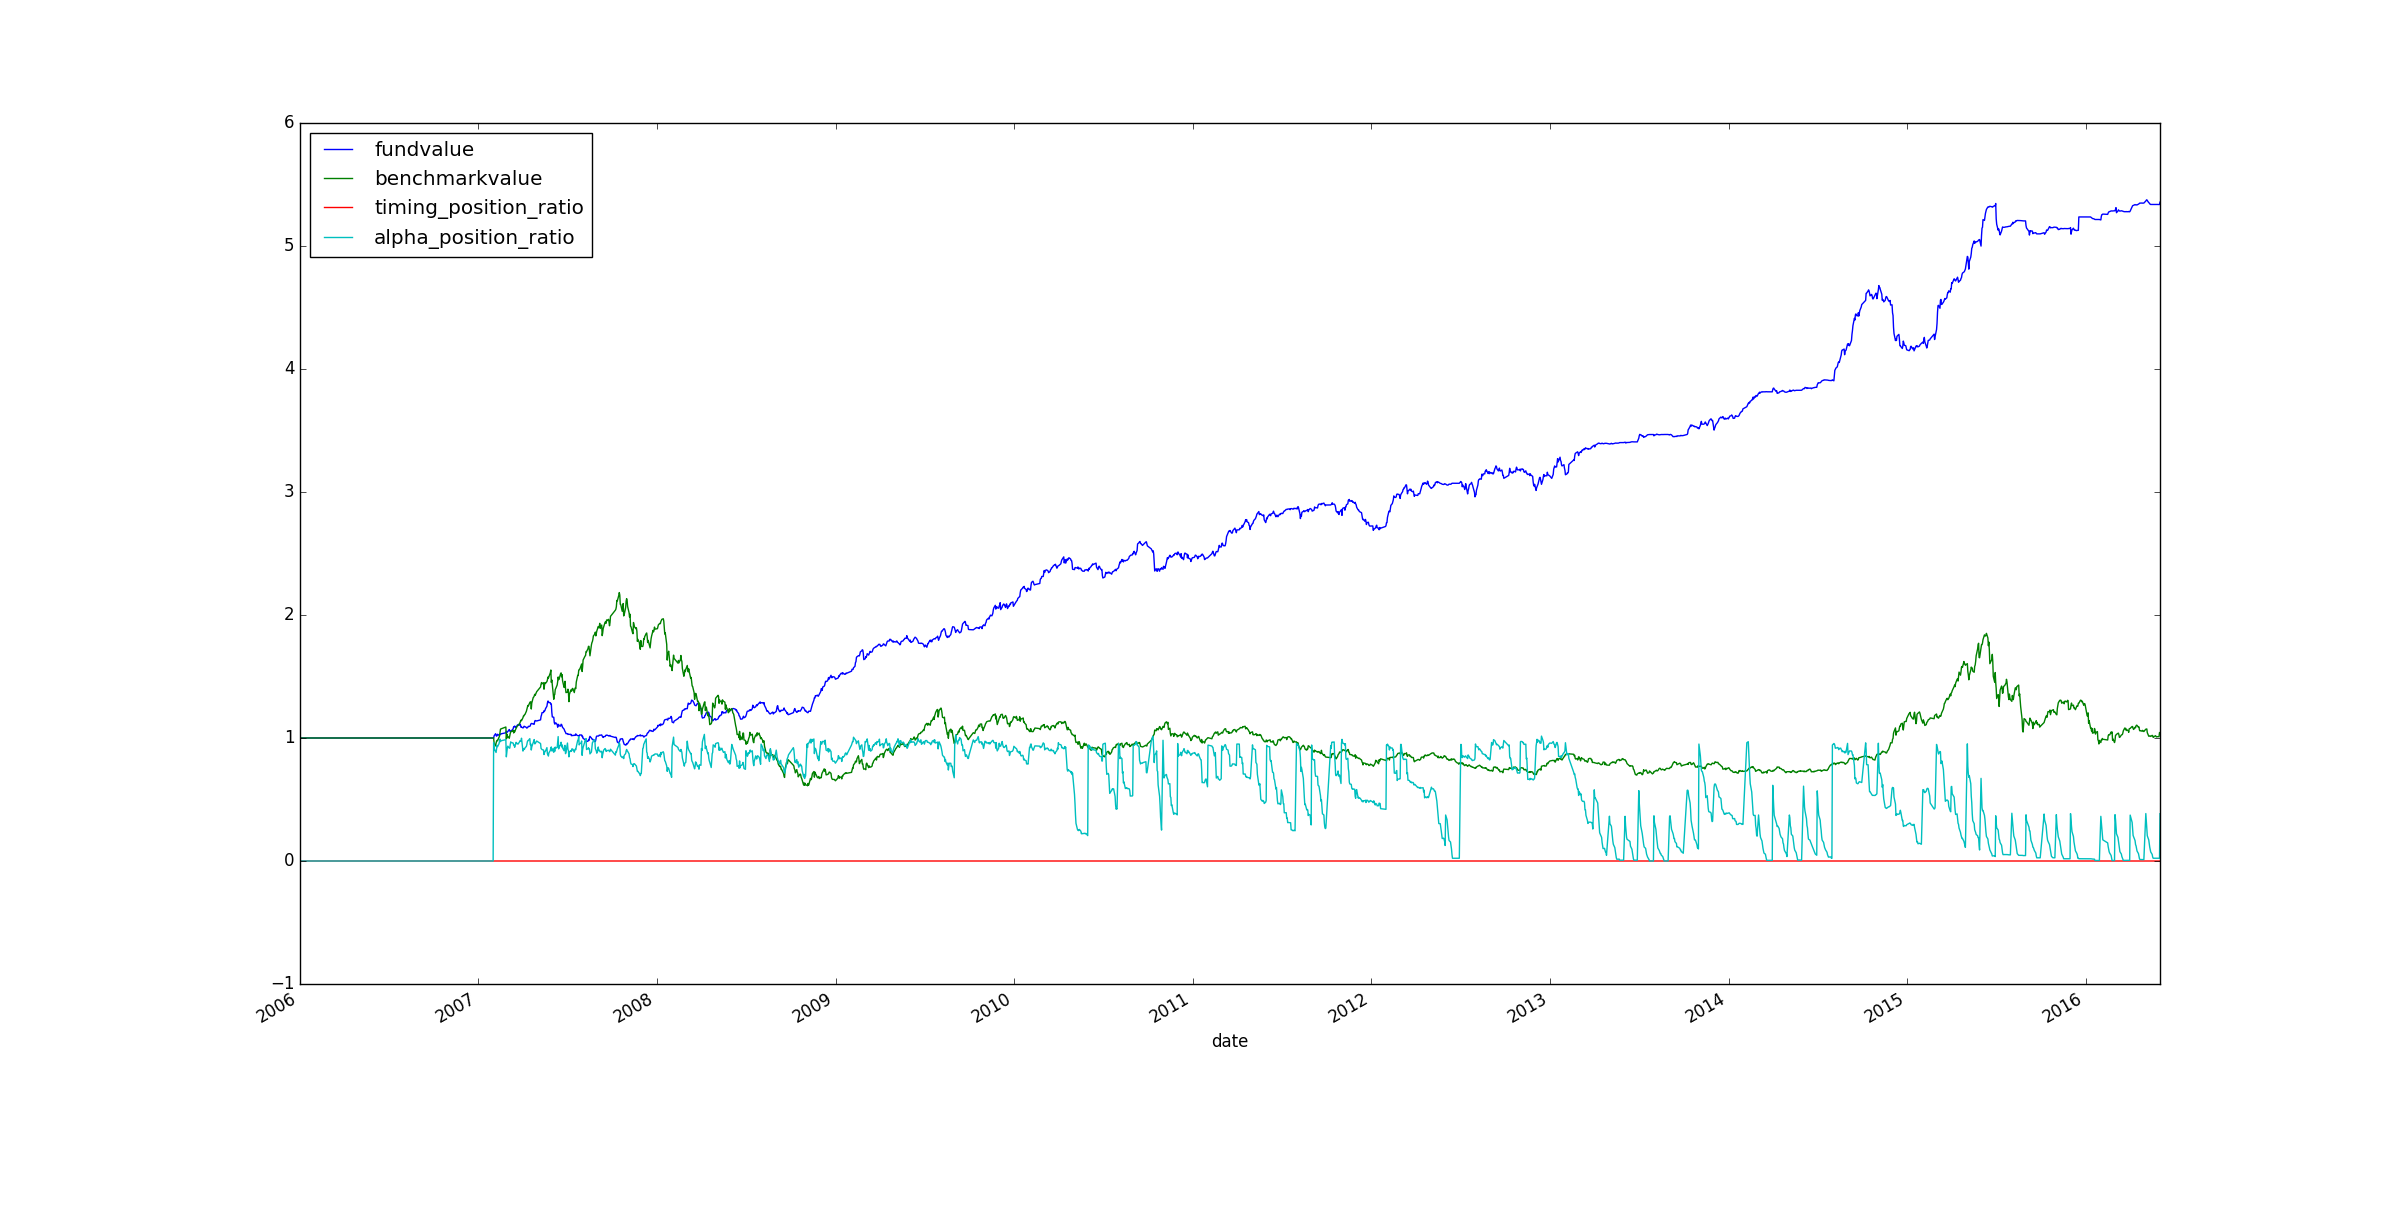 6
fundvalue
benchmarkvalue
timing_position_ratio
alpha_position_ratio
5
4
3
2
1
0
−1
2006 2007 2008 2009 2010 2011 2012 2013 2014 2015 2016
date